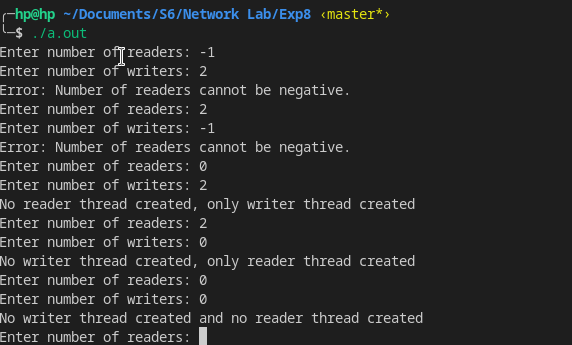 ╭─hp@hp ~/Documents/S6/Network Lab/Exp8 ‹master*›
╰─$ ./a.out
Enter number of readers: -1
Enter number of writers: 2
Error: Number of readers cannot be negative.
Enter number of readers: 2
Enter number of writers: -1
Error: Number of readers cannot be negative.
Enter number of readers: 0
Enter number of writers: 2
No reader thread created, only writer thread created
Enter number of readers: 2
Enter number of writers: 0
No writer thread created, only reader thread created
Enter number of readers: 0
Enter number of writers: 0
No writer thread created and no reader thread created
Enter number of readers: